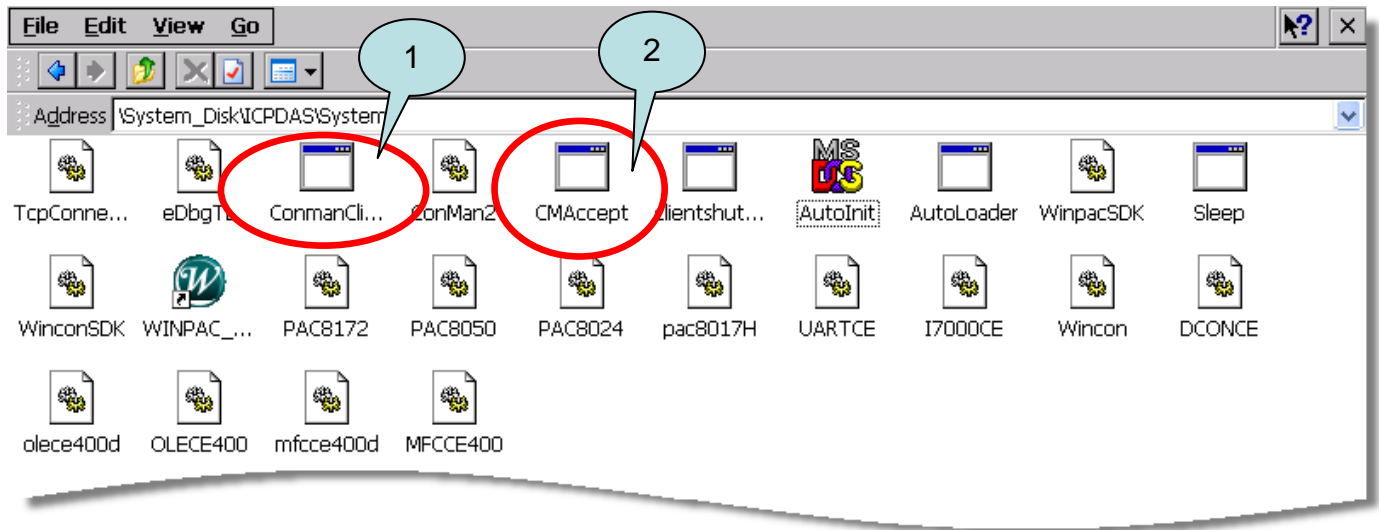 File Edit View Go
1 2
Address \System_Disk\ICPDAS\System
TcpConne... ConmanCli... ConMan2 CMAccept clientshut... AutoInit AutoLoader WinpacSDK Sleep
WinconSDK WINPAC_... PAC8172 PAC8050 PAC8024 pac8017H UARTCE I7000CE Wincon DCONCE
olece400d OLECE400 mfcce400d MFCCE400